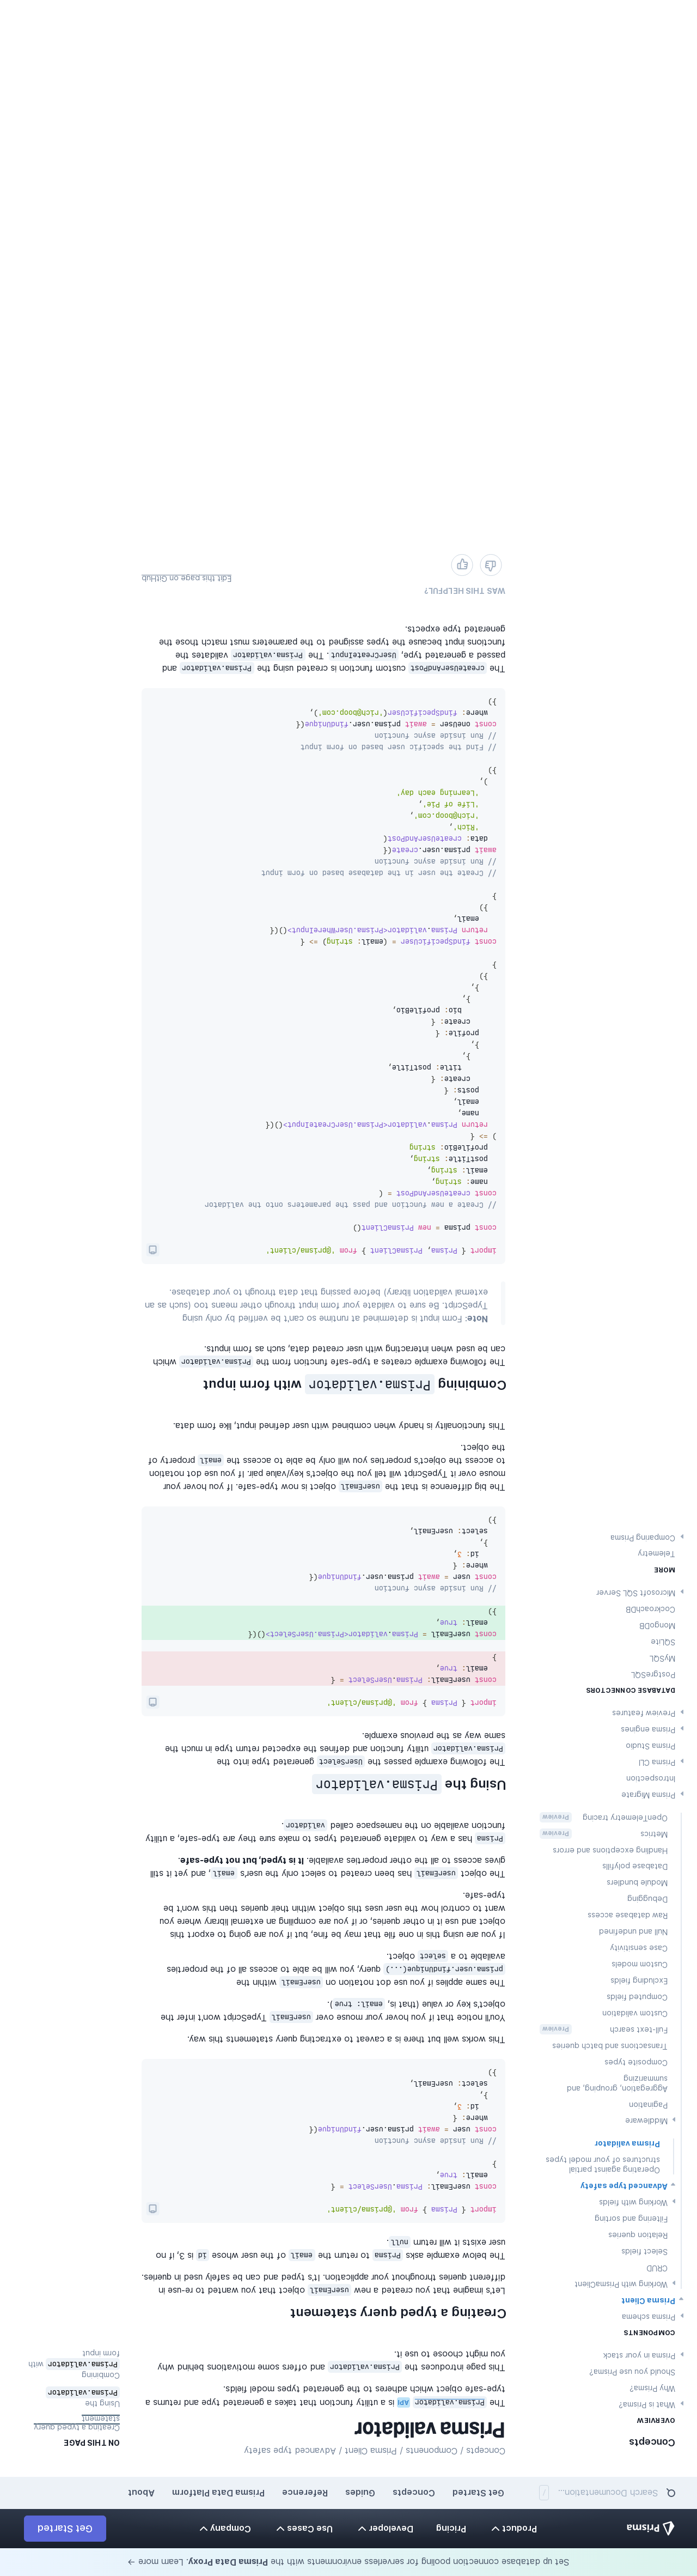 Set up database connection pooling for serverless environments with the Prisma Data Proxy. Learn more →
Prisma
Product
Pricing
Developer
Use Cases
Company
Get Started
Search Documentation...
/
Get Started
Concepts
Guides
Reference
Prisma Data Platform
About
Concepts
OVERVIEW
What is Prisma?
Why Prisma?
Should you use Prisma?
Prisma in your stack
COMPONENTS
Prisma schema
Prisma Client
Working with PrismaClient
CRUD
Select fields
Relation queries
Filtering and sorting
Working with fields
Advanced type safety
Operating against partial
structures of your model types
Prisma validator
Middleware
Pagination
Aggregation, grouping, and
summarizing
Composite types
Transactions and batch queries
Full-text search
Preview
Custom validation
Computed fields
Excluding fields
Custom models
Case sensitivity
Null and undefined
Raw database access
Debugging
Module bundlers
Database polyfills
Handling exceptions and errors
Metrics
Preview
OpenTelemetry tracing
Preview
Prisma Migrate
Introspection
Prisma CLI
Prisma Studio
Prisma engines
Preview features
DATABASE CONNECTORS
PostgreSQL
MySQL
SQLite
MongoDB
CockroachDB
Microsoft SQL Server
MORE
Telemetry
Comparing Prisma
Concepts / Components / Prisma Client / Advanced type safety
Prisma validator
The Prisma.validator API is a utility function that takes a generated type and returns a
type-safe object which adheres to the generated types model fields.
This page introduces the Prisma.validator and offers some motivations behind why
you might choose to use it.
Creating a typed query statement
Let's imagine that you created a new userEmail object that you wanted to re-use in
different queries throughout your application. It's typed and can be safely used in queries.
The below example asks Prisma to return the email of the user whose id is 3, if no
user exists it will return null.
import { Prisma } from '@prisma/client'
const userEmail: Prisma.UserSelect = {
email: true,
}
// Run inside async function
const user = await prisma.user.findUnique({
where: {
id: 3,
},
select: userEmail,
})
This works well but there is a caveat to extracting query statements this way.
You'll notice that if you hover your mouse over userEmail TypeScript won't infer the
object's key or value (that is, email: true).
The same applies if you use dot notation on userEmail within the
prisma.user.findUnique(...) query, you will be able to access all of the properties
available to a select object.
If you are using this in one file that may be fine, but if you are going to export this
object and use it in other queries, or if you are compiling an external library where you
want to control how the user uses this object within their queries then this won't be
type-safe.
The object userEmail has been created to select only the user's email, and yet it still
gives access to all the other properties available. It is typed, but not type-safe.
Prisma has a way to validate generated types to make sure they are type-safe, a utility
function available on the namespace called validator.
Using the Prisma.validator
The following example passes the UserSelect generated type into the
Prisma.validator utility function and defines the expected return type in much the
same way as the previous example.
import { Prisma } from '@prisma/client'
const userEmail: Prisma.UserSelect = {
email: true,
}
const userEmail = Prisma.validator<Prisma.UserSelect>()({
email: true,
})
// Run inside async function
const user = await prisma.user.findUnique({
where: {
id: 3,
},
select: userEmail,
})
The big difference is that the userEmail object is now type-safe. If you hover your
mouse over it TypeScript will tell you the object's key/value pair. If you use dot notation
to access the object's properties you will only be able to access the email property of
the object.
This functionality is handy when combined with user defined input, like form data.
Combining Prisma.validator with form input
The following example creates a type-safe function from the Prisma.validator which
can be used when interacting with user created data, such as form inputs.
Note: Form input is determined at runtime so can't be verified by only using
TypeScript. Be sure to validate your form input through other means too (such as an
external validation library) before passing that data through to your database.
import { Prisma, PrismaClient } from '@prisma/client'
const prisma = new PrismaClient()
// Create a new function and pass the parameters onto the validator
const createUserAndPost = (
name: string,
email: string,
postTitle: string,
profileBio: string
) => {
return Prisma.validator<Prisma.UserCreateInput>()({
name,
email,
posts: {
create: {
title: postTitle,
},
},
profile: {
create: {
bio: profileBio,
},
},
})
}
const findSpecificUser = (email: string) => {
return Prisma.validator<Prisma.UserWhereInput>()({
email,
})
}
// Create the user in the database based on form input
// Run inside async function
await prisma.user.create({
data: createUserAndPost(
'Rich',
'rich@boop.com',
'Life of Pie',
'Learning each day'
),
})
// Find the specific user based on form input
// Run inside async function
const oneUser = await prisma.user.findUnique({
where: findSpecificUser('rich@boop.com'),
})
The createUserAndPost custom function is created using the Prisma.validator and
passed a generated type, UserCreateInput. The Prisma.validator validates the
functions input because the types assigned to the parameters must match those the
generated type expects.
WAS THIS HELPFUL?
Edit this page on GitHub
ON THIS PAGE
Creating a typed query
statement
Using the
Prisma.validator
Combining
Prisma.validator with
form input